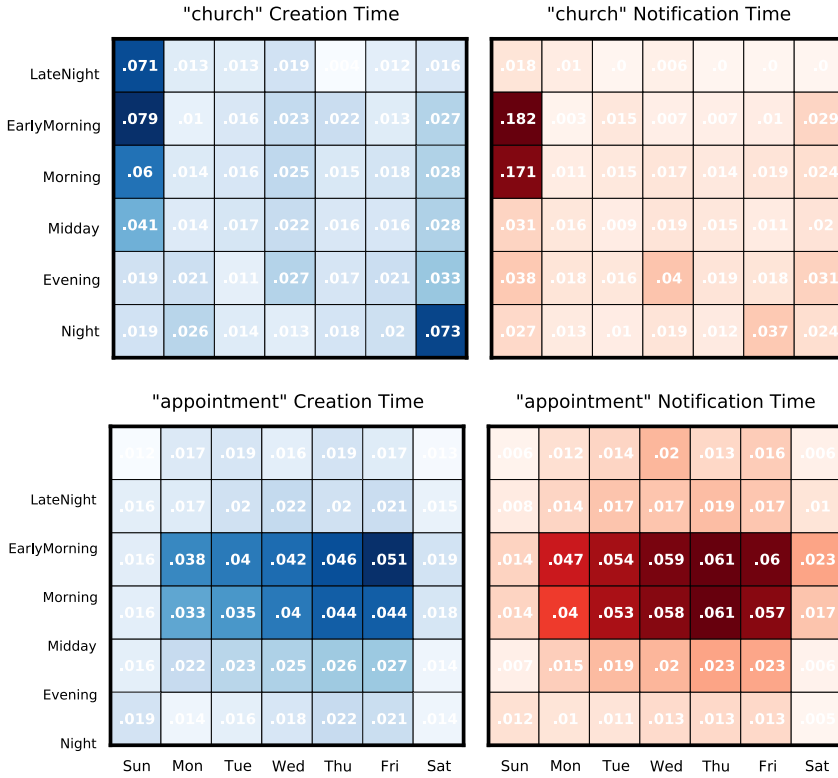 "church" Creation Time "church" Notification Time
LateNight .071 .013 .013 .019 .004 .012 .016 .018 .01 .0 .006 .0 .0 .0
EarlyMorning .079 .01 .016 .023 .022 .013 .027 .182 .003 .015 .007 .007 .01 .029
Morning .06 .014 .016 .025 .015 .018 .028 .171 .011 .015 .017 .014 .019 .024
Midday .041 .014 .017 .022 .016 .016 .028 .031 .016 .009 .019 .015 .011 .02
Evening .019 .021 .011 .027 .017 .021 .033 .038 .018 .016 .04 .019 .018 .031
Night .019 .026 .014 .013 .018 .02 .073 .027 .013 .01 .019 .012 .037 .024
"appointment" Creation Time "appointment" Notification Time
.012 .017 .019 .016 .019 .017 .013 .006 .012 .014 .02 .013 .016 .006
LateNight .016 .017 .02 .022 .02 .021 .015 .008 .014 .017 .017 .019 .017 .01
EarlyMorning .016 .038 .04 .042 .046 .051 .019 .014 .047 .054 .059 .061 .06 .023
Morning .016 .033 .035 .04 .044 .044 .018 .014 .04 .053 .058 .061 .057 .017
Midday .016 .022 .023 .025 .026 .027 .014 .007 .015 .019 .02 .023 .023 .006
Evening .019 .014 .016 .018 .022 .021 .014 .012 .01 .011 .013 .013 .013 .005
Night
Sun Mon Tue Wed Thu Fri Sat Sun Mon Tue Wed Thu Fri Sat